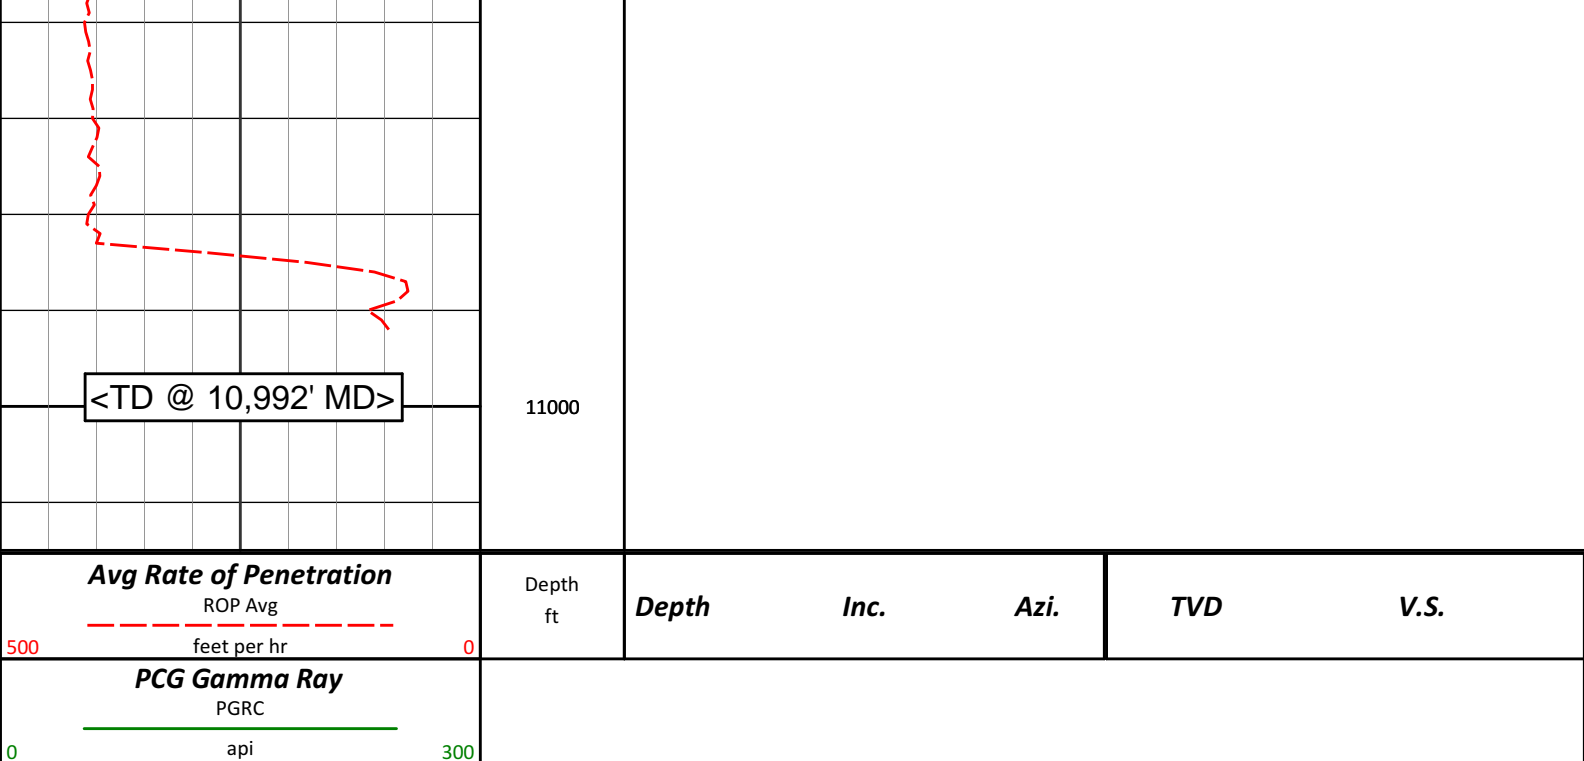 <TD @ 10,992' MD>
11000
Avg Rate of Penetration
ROP Avg
500 feet per hr 0
Depth
ft
Depth Inc. Azi. TVD V.S.
PCG Gamma Ray
PGRC
0 api 300